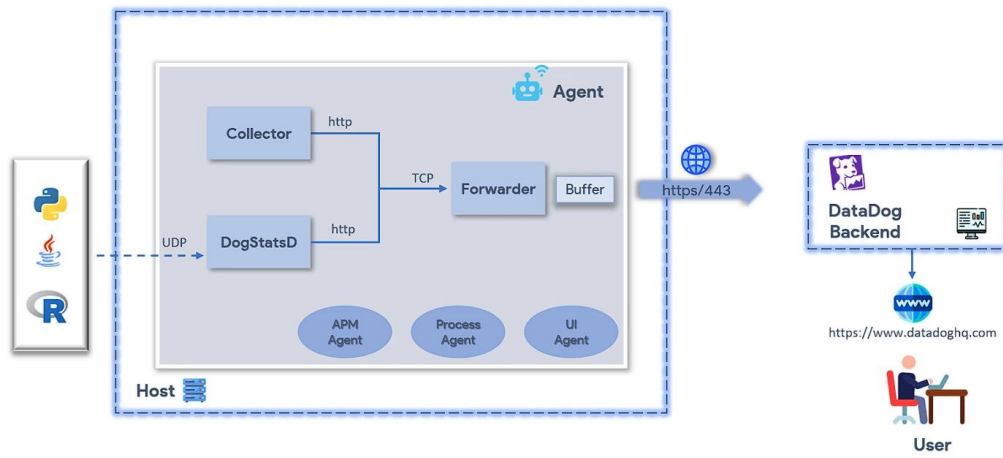 Agent
http
Collector
TCP
Forwarder
Buffer
https/443
UDP
DogStatsD
http
APM
Agent
Process
Agent
UI
Agent
Host
DataDog
Backend
www
https://www.datadoghq.com
User